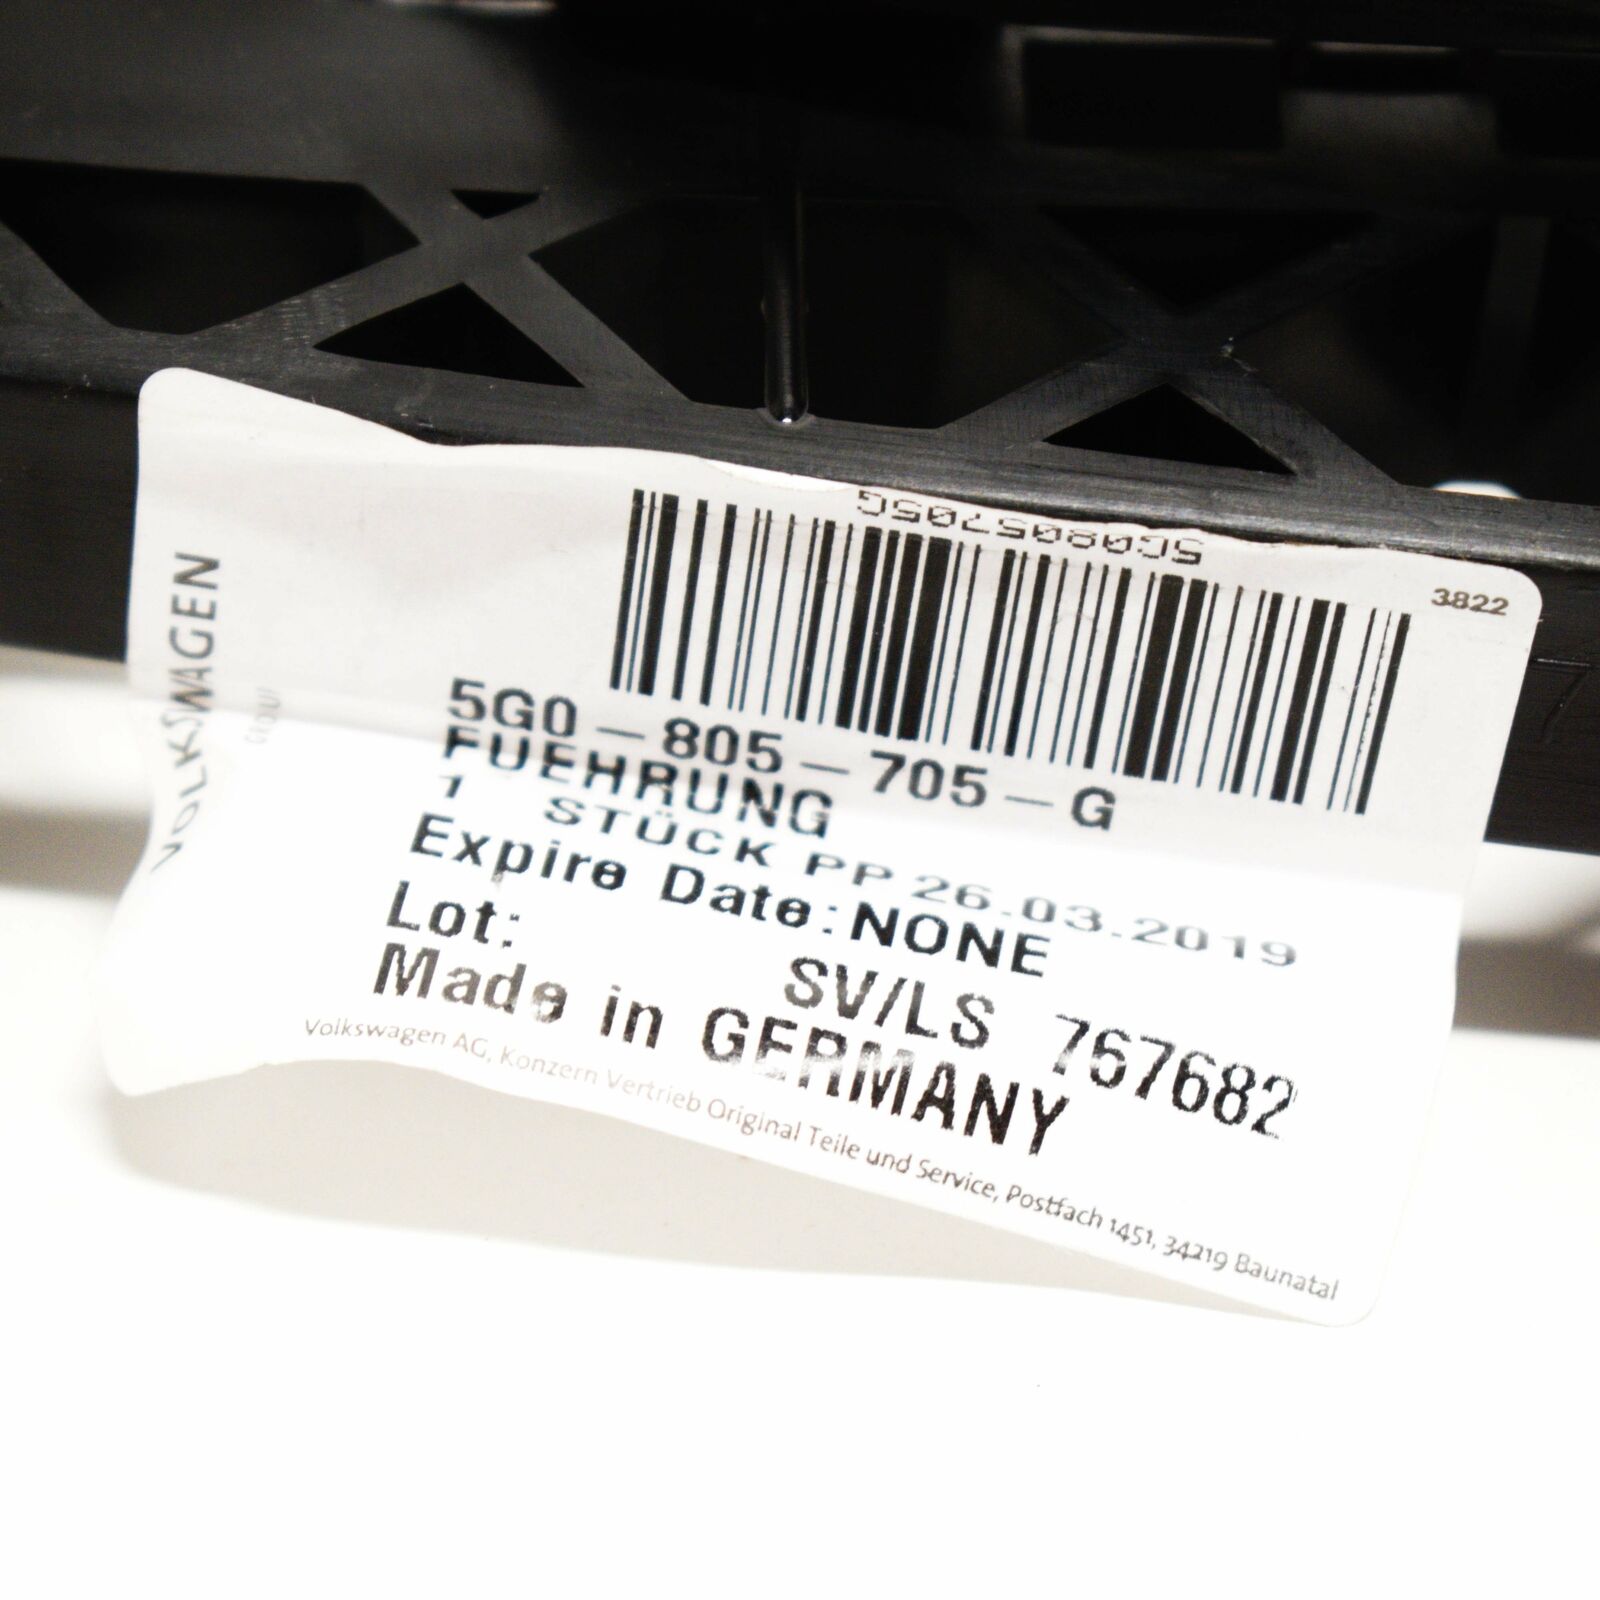 5G0805705G
3822
VOLKSWAGEN
5G0-805-705-G
FUEHRUNG
1 STÜCK PP 26.03.2019
Expire Date:NONE
Lot: SV/LS 767682
Made in GERMANY
Volkswagen AG, Konzern Vertrieb Original Teile und Service, Postfach 1451, 34219 Baunatal